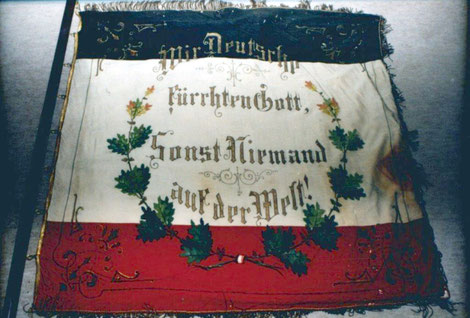 Wir Deutsche
fürchten Gott,
Sonst Niemand
auf der Welt!